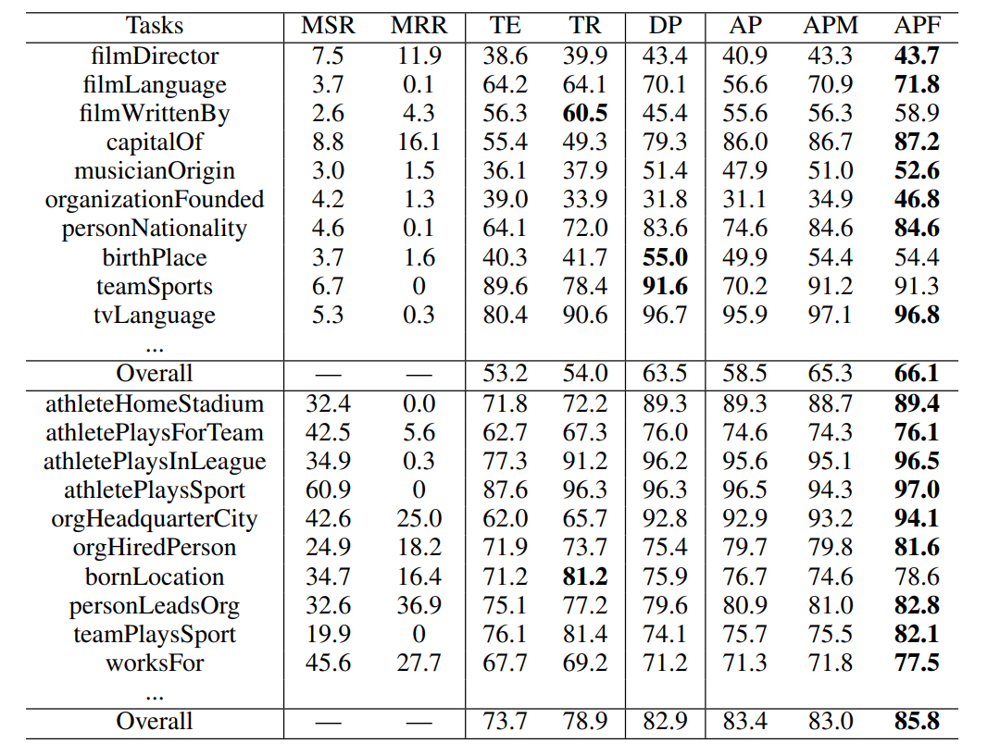 Tasks MSR MRR TE TR DP AP APM APF
filmDirector 7.5 11.9 38.6 39.9 43.4 40.9 43.3 43.7
filmLanguage 3.7 0.1 64.2 64.1 70.1 56.6 70.9 71.8
filmWrittenBy 2.6 4.3 56.3 60.5 45.4 55.6 56.3 58.9
capitalOf 8.8 16.1 55.4 49.3 79.3 86.0 86.7 87.2
musicianOrigin 3.0 1.5 36.1 37.9 51.4 47.9 51.0 52.6
organizationFounded 4.2 1.3 39.0 33.9 31.8 31.1 34.9 46.8
personNationality 4.6 0.1 64.1 72.0 83.6 74.6 84.6 84.6
birthPlace 3.7 1.6 40.3 41.7 55.0 49.9 54.4 54.4
teamSports 6.7 0 89.6 78.4 91.6 70.2 91.2 91.3
tvLanguage 5.3 0.3 80.4 90.6 96.7 95.9 97.1 96.8
...
Overall — — 53.2 54.0 63.5 58.5 65.3 66.1
athleteHomeStadium 32.4 0.0 71.8 72.2 89.3 89.3 88.7 89.4
athletePlaysForTeam 42.5 5.6 62.7 67.3 76.0 74.6 74.3 76.1
athletePlaysInLeague 34.9 0.3 77.3 91.2 96.2 95.6 95.1 96.5
athletePlaysSport 60.9 0 87.6 96.3 96.3 96.5 94.3 97.0
orgHeadquarterCity 42.6 25.0 62.0 65.7 92.8 92.9 93.2 94.1
orgHiredPerson 24.9 18.2 71.9 73.7 75.4 79.7 79.8 81.6
bornLocation 34.7 16.4 71.2 81.2 75.9 76.7 74.6 78.6
personLeadsOrg 32.6 36.9 75.1 77.2 79.6 80.9 81.0 82.8
teamPlaysSport 19.9 0 76.1 81.4 74.1 75.7 75.5 82.1
worksFor 45.6 27.7 67.7 69.2 71.2 71.3 71.8 77.5
...
Overall — — 73.7 78.9 82.9 83.4 83.0 85.8